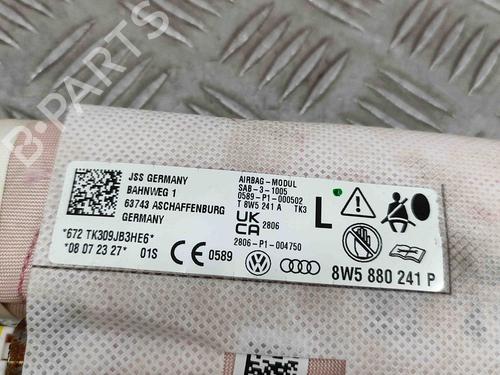 B-Parts
JSS GERMANY
BAHNWEG 1
63743 ASCHAFFENBURG
GERMANY
*672 TK309JB3HE6*
*08 07 23 27* 01S
CE 0589
AIRBAG-MODUL
SAB-3-1005
0589-P1-000502
T 8W5 241 A TK3
UK CA 2806
2806-P1-004750
L
8W5 880 241 P